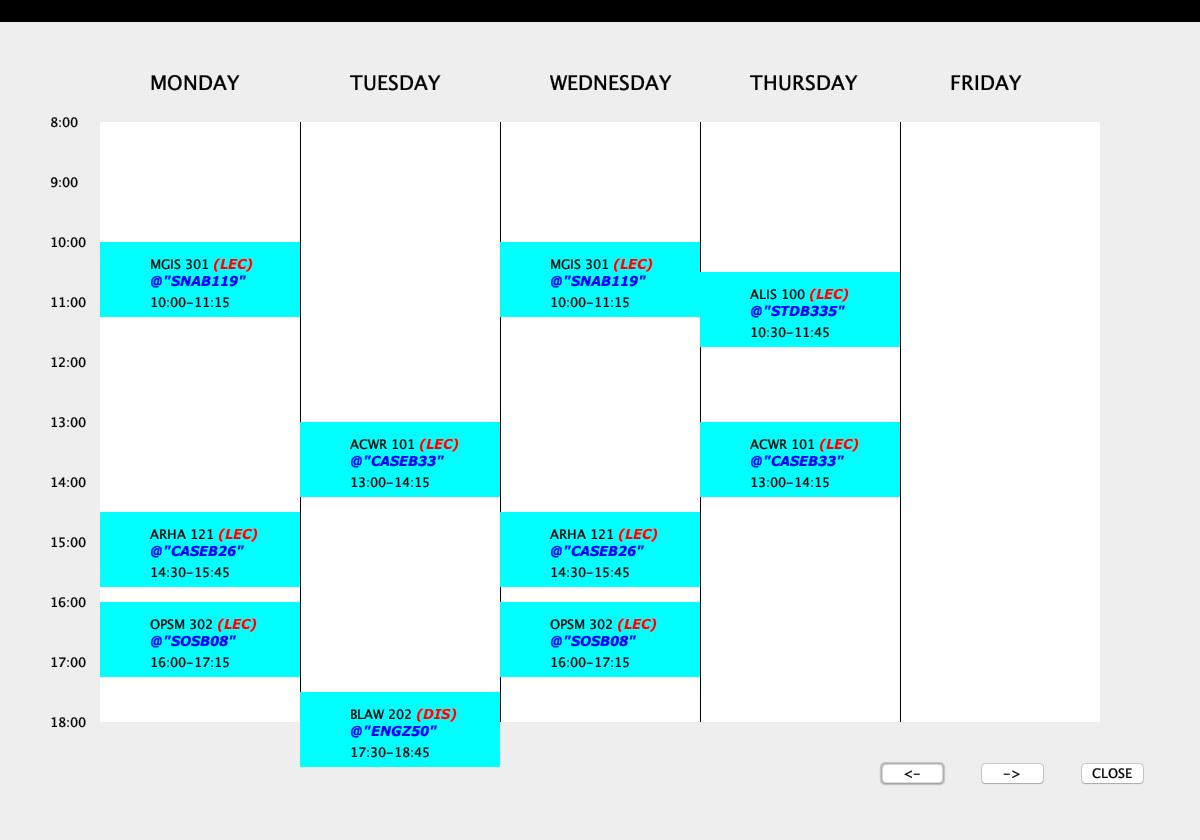 MONDAY TUESDAY WEDNESDAY THURSDAY FRIDAY
8:00
9:00
10:00
MGIS 301 (LEC)
@"SNAB119"
10:00-11:15
MGIS 301 (LEC)
@"SNAB119"
10:00-11:15
ALIS 100 (LEC)
@"STDB335"
10:30-11:45
11:00
12:00
13:00
ACWR 101 (LEC)
@"CASEB33"
13:00-14:15
ACWR 101 (LEC)
@"CASEB33"
13:00-14:15
14:00
ARHA 121 (LEC)
@"CASEB26"
14:30-15:45
ARHA 121 (LEC)
@"CASEB26"
14:30-15:45
15:00
16:00
OPSM 302 (LEC)
@"SOSB08"
16:00-17:15
OPSM 302 (LEC)
@"SOSB08"
16:00-17:15
17:00
BLAW 202 (DIS)
@"ENGZ50"
17:30-18:45
18:00
<- -> CLOSE